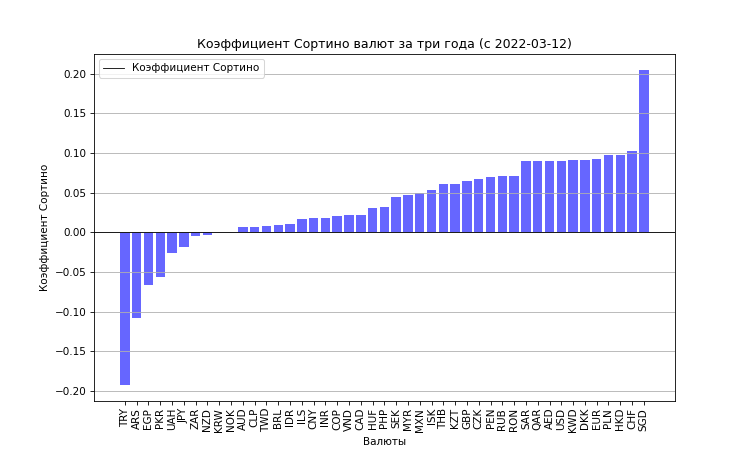 Коэффициент Сортино валют за три года (с 2022-03-12)
Коэффициент Сортино
0.20
0.15
0.10
0.05
0.00
−0.05
−0.10
−0.15
−0.20
Коэффициент Сортино
TRY
ARS
EGP
PKR
UAH
JPY
ZAR
NZD
KRW
NOK
AUD
CLP
TWD
BRL
IDR
ILS
CNY
INR
COP
VND
CAD
HUF
PHP
SEK
MYR
MXN
ISK
THB
KZT
GBP
CZK
PEN
RUB
RON
SAR
QAR
AED
USD
KWD
DKK
EUR
PLN
HKD
CHF
SGD
Валюты